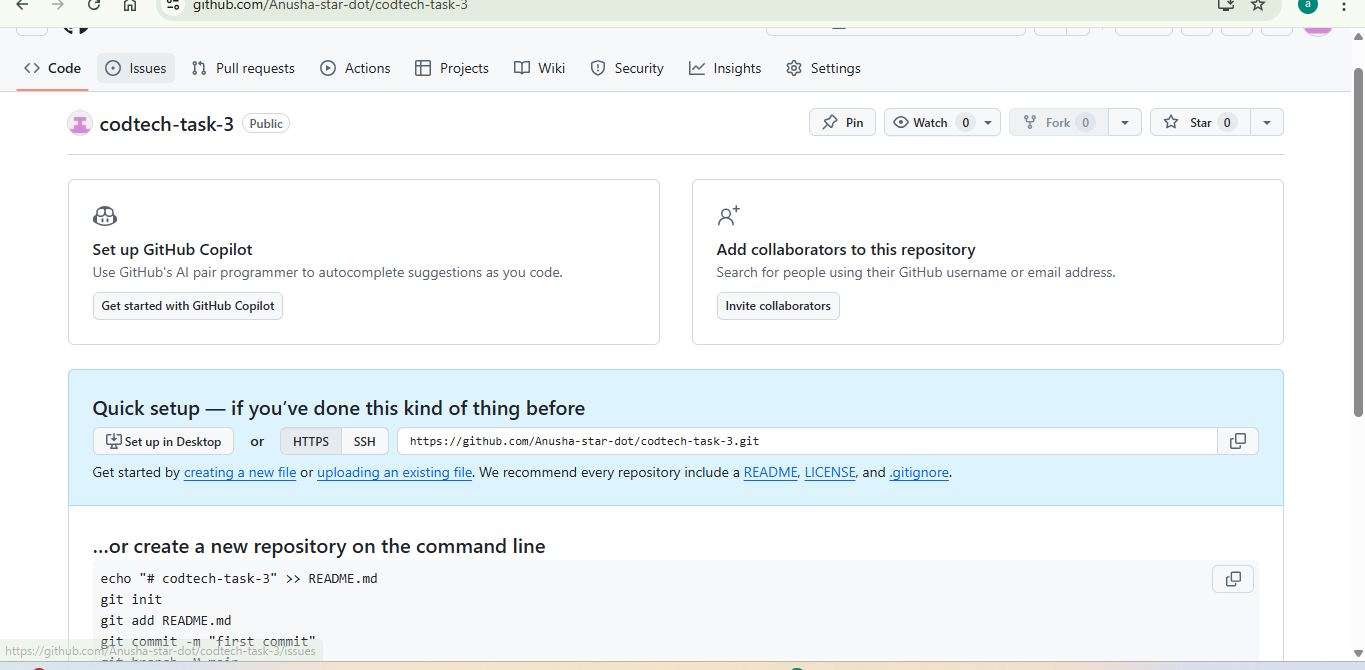 github.com/Anusha-star-dot/codtech-task-3
a
Code Issues Pull requests Actions Projects Wiki Security Insights Settings
codtech-task-3 Public Pin Watch 0 Fork 0 Star 0
Set up GitHub Copilot
Use GitHub's AI pair programmer to autocomplete suggestions as you code.
Get started with GitHub Copilot
Add collaborators to this repository
Search for people using their GitHub username or email address.
Invite collaborators
Quick setup — if you've done this kind of thing before
Set up in Desktop or HTTPS SSH https://github.com/Anusha-star-dot/codtech-task-3.git
Get started by creating a new file or uploading an existing file. We recommend every repository include a README, LICENSE, and .gitignore.
...or create a new repository on the command line
echo "# codtech-task-3" >> README.md
git init
git add README.md
git commit -m "first commit"
https://github.com/Anusha-star-dot/codtech-task-3/issues
git branch -M main